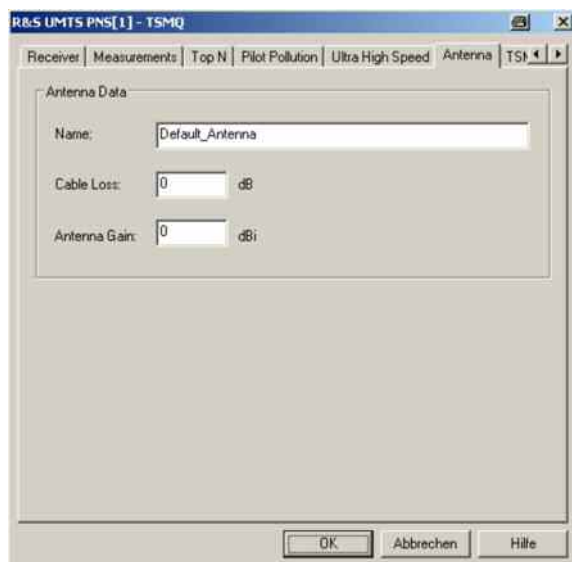 R&S UMTS PNS[1] - TSMQ
Receiver Measurements Top N Pilot Pollution Ultra High Speed Antenna
Antenna Data
Name: Default_Antenna
Cable Loss: 0 dB
Antenna Gain: 0 dBi
OK Abbrechen Hilfe